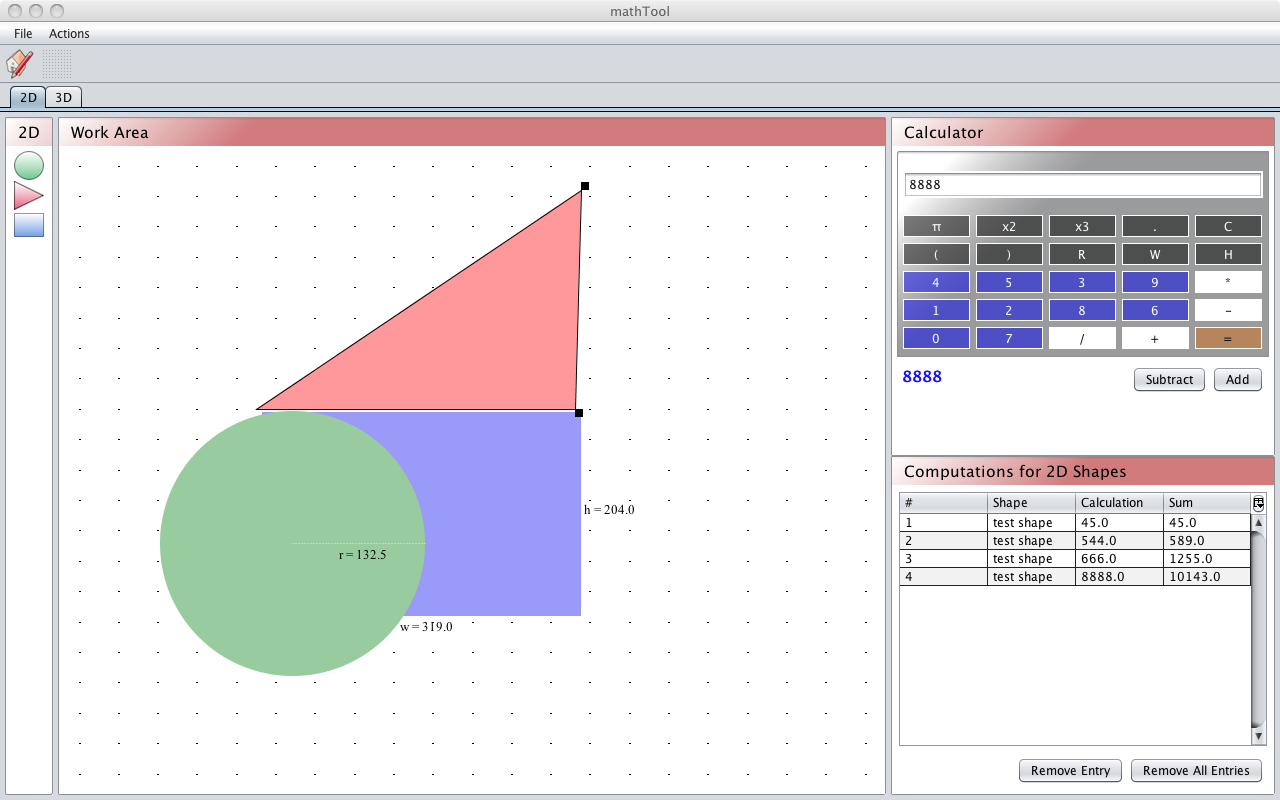 mathTool
File Actions
2D 3D
2D
Work Area
h = 204.0
r = 132.5
w = 319.0
Calculator
8888
π x2 x3 . C
( ) R W H
4 5 3 9 *
1 2 8 6 –
0 7 / + =
8888 Subtract Add
Computations for 2D Shapes
# Shape Calculation Sum
1 test shape 45.0 45.0
2 test shape 544.0 589.0
3 test shape 666.0 1255.0
4 test shape 8888.0 10143.0
Remove Entry Remove All Entries